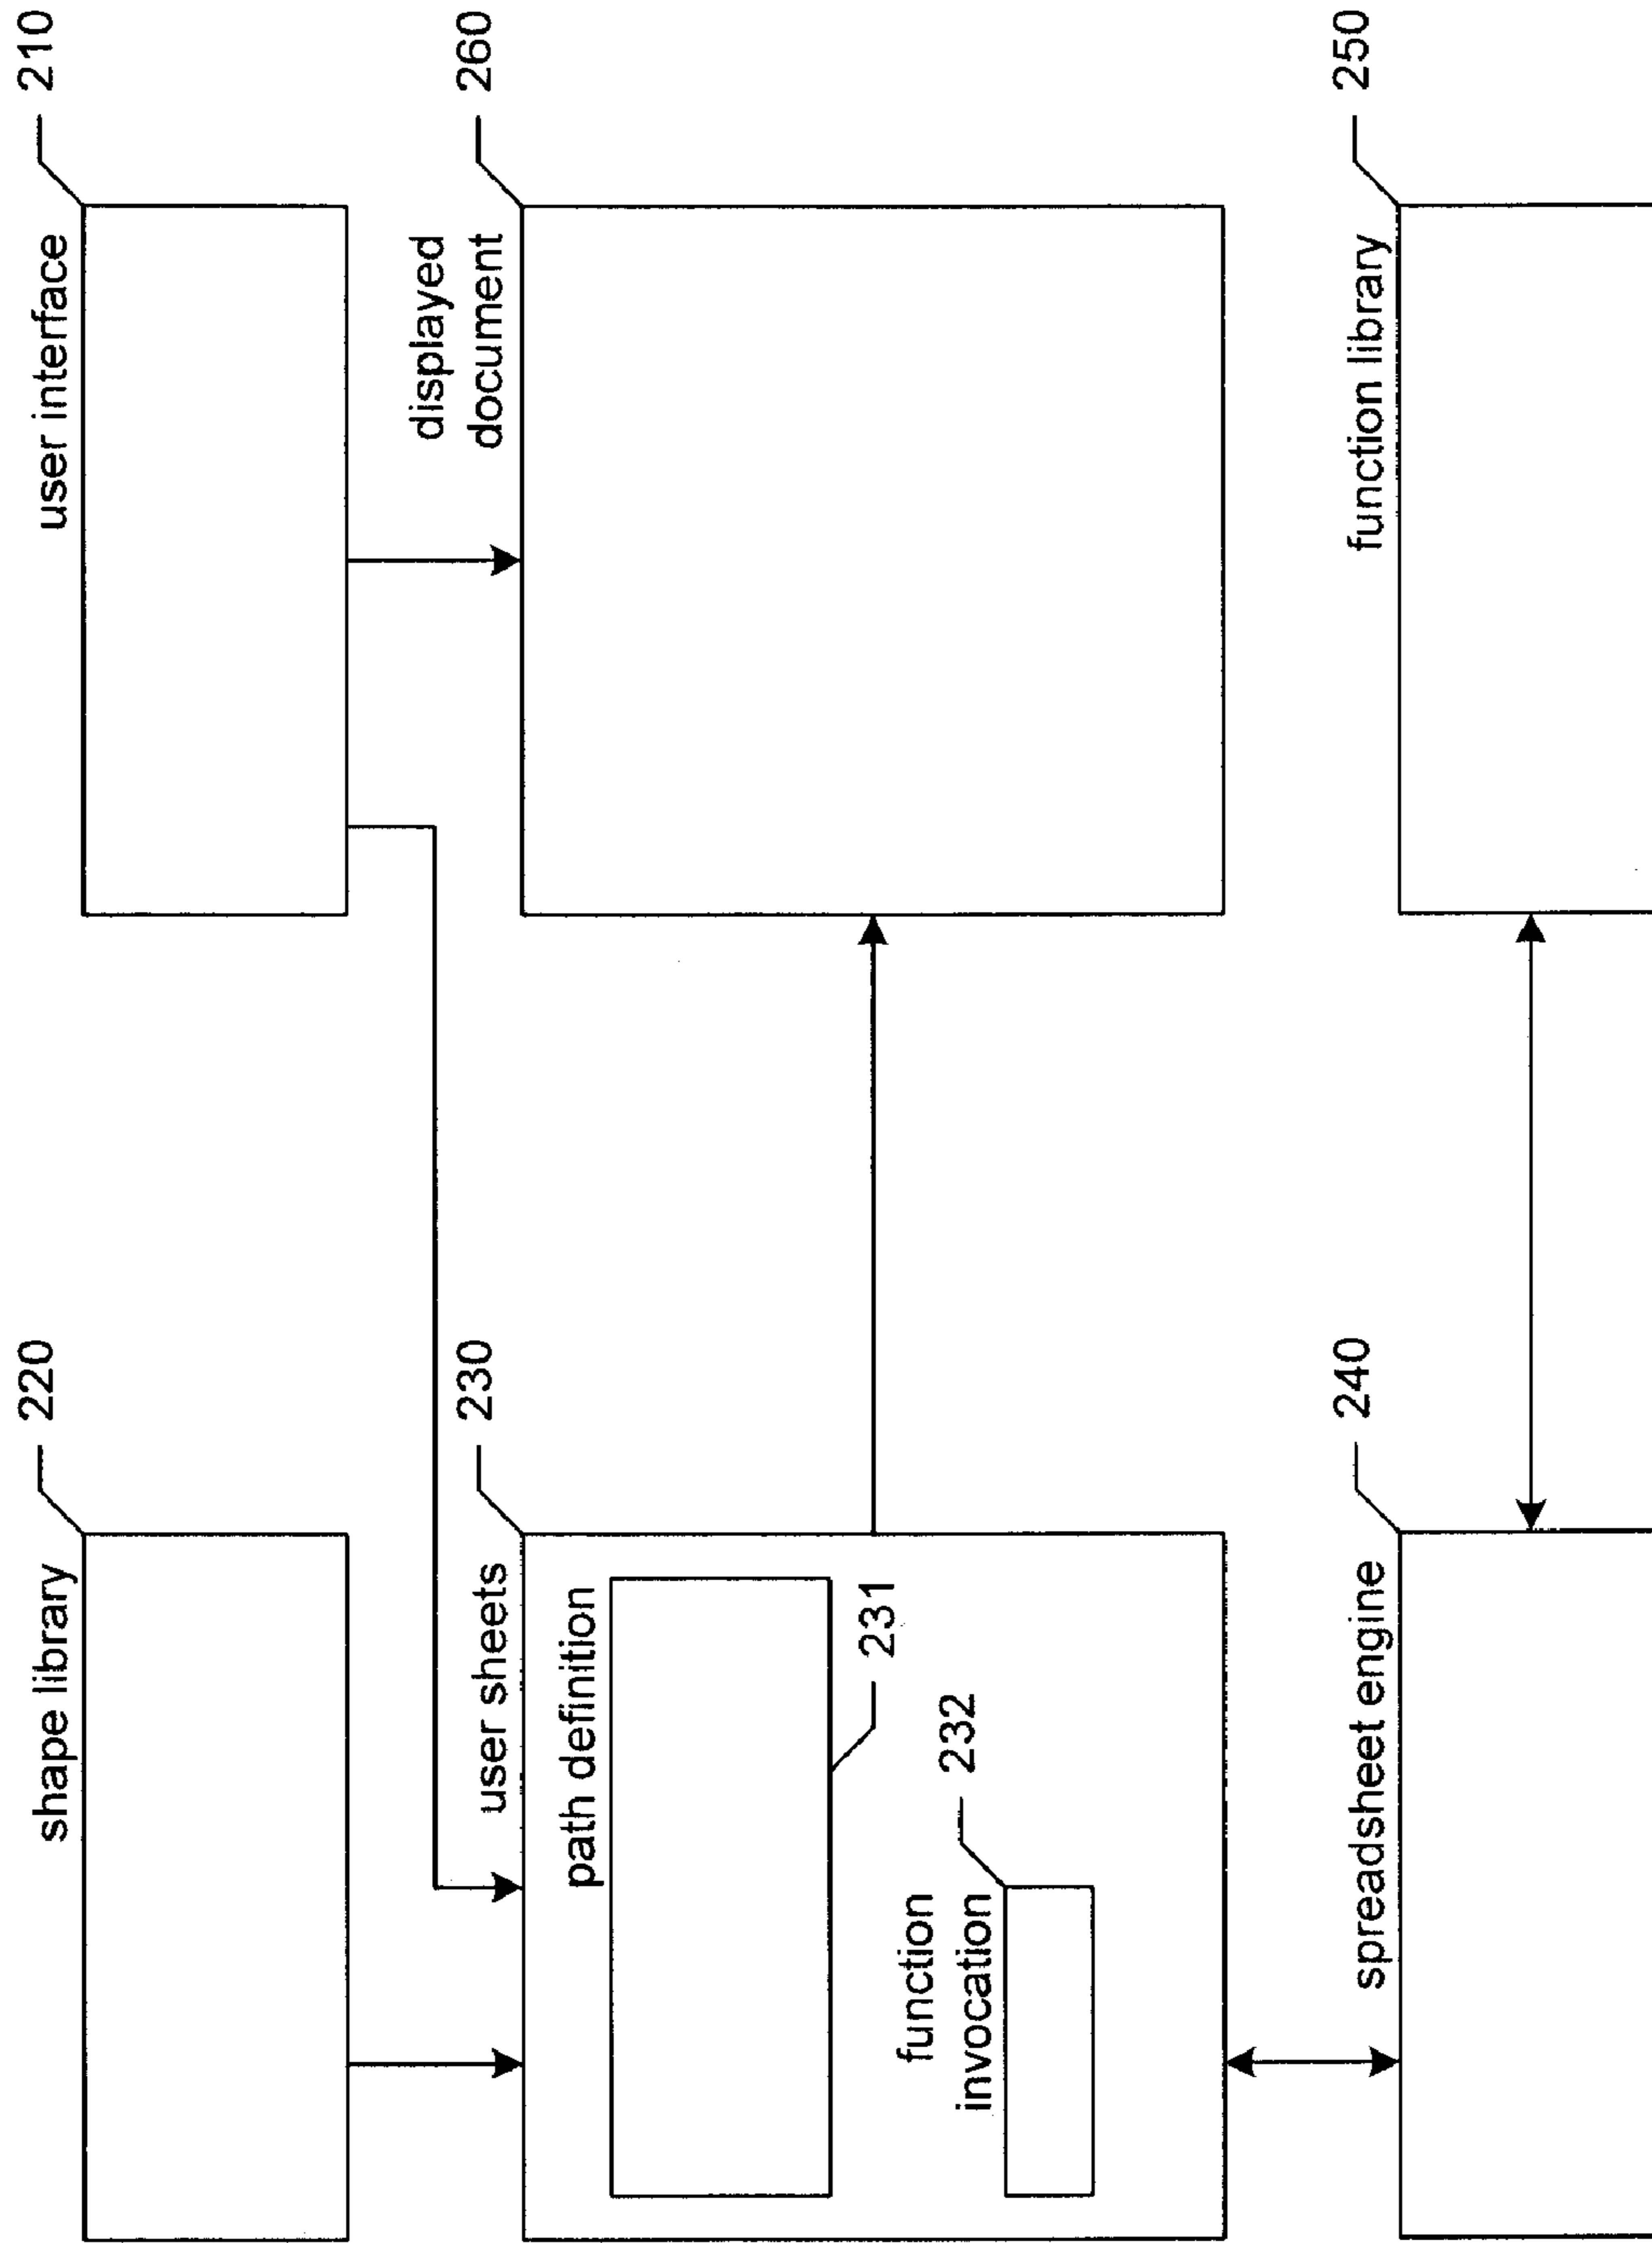 shape library
220
user interface
210
user sheets
230
displayed
document
260
path definition
231
function
invocation
232
spreadsheet engine
240
function library
250